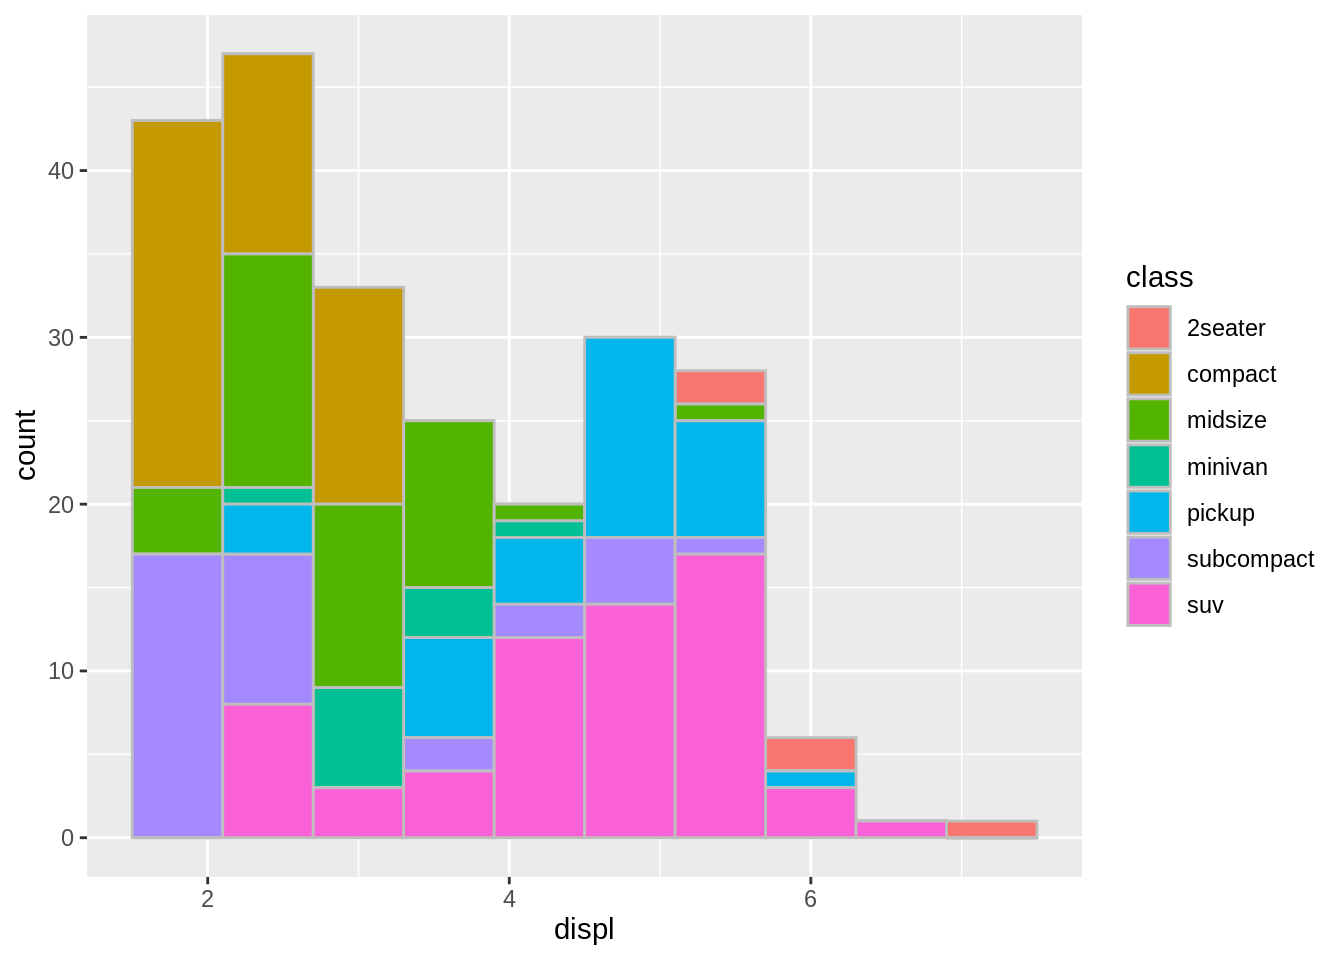 40
30
20
10
0
count
2
4
6
displ
class
2seater
compact
midsize
minivan
pickup
subcompact
suv